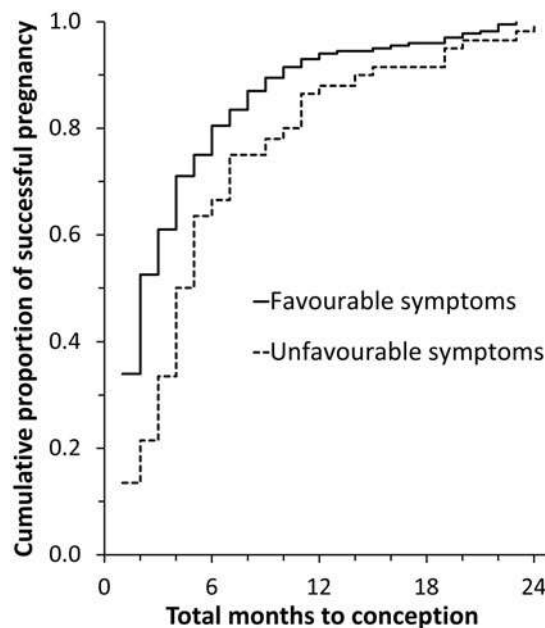 Cumulative proportion of successful pregnancy
1.0
0.8
0.6
0.4
0.2
0.0
Favourable symptoms
Unfavourable symptoms
0 6 12 18 24
Total months to conception